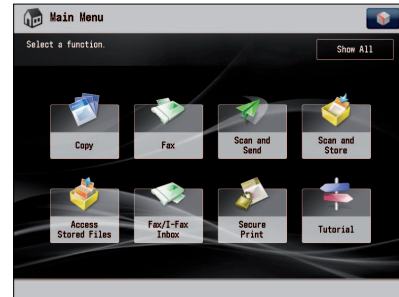 Main Menu
Select a function.
Show All
Copy
Fax
Scan and
Send
Scan and
Store
Access
Stored Files
Fax/I-Fax
Inbox
Secure
Print
Tutorial